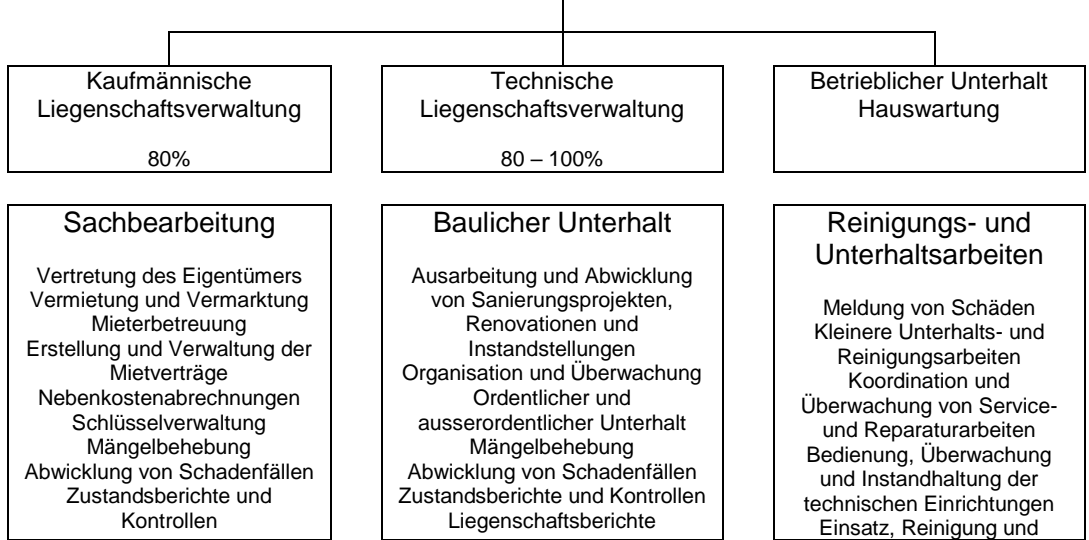 Kaufmännische
Liegenschaftsverwaltung
80%
Technische
Liegenschaftsverwaltung
80 – 100%
Betrieblicher Unterhalt
Hauswartung
Sachbearbeitung
Vertretung des Eigentümers
Vermietung und Vermarktung
Mieterbetreuung
Erstellung und Verwaltung der
Mietverträge
Nebenkostenabrechnungen
Schlüsselverwaltung
Mängelbehebung
Abwicklung von Schadenfällen
Zustandsberichte und
Kontrollen
Baulicher Unterhalt
Ausarbeitung und Abwicklung
von Sanierungsprojekten,
Renovationen und
Instandstellungen
Organisation und Überwachung
Ordentlicher und
ausserordentlicher Unterhalt
Mängelbehebung
Abwicklung von Schadenfällen
Zustandsberichte und Kontrollen
Liegenschaftsberichte
Reinigungs- und
Unterhaltsarbeiten
Meldung von Schäden
Kleinere Unterhalts- und
Reinigungsarbeiten
Koordination und
Überwachung von Service-
und Reparaturarbeiten
Bedienung, Überwachung
und Instandhaltung der
technischen Einrichtungen
Einsatz, Reinigung und